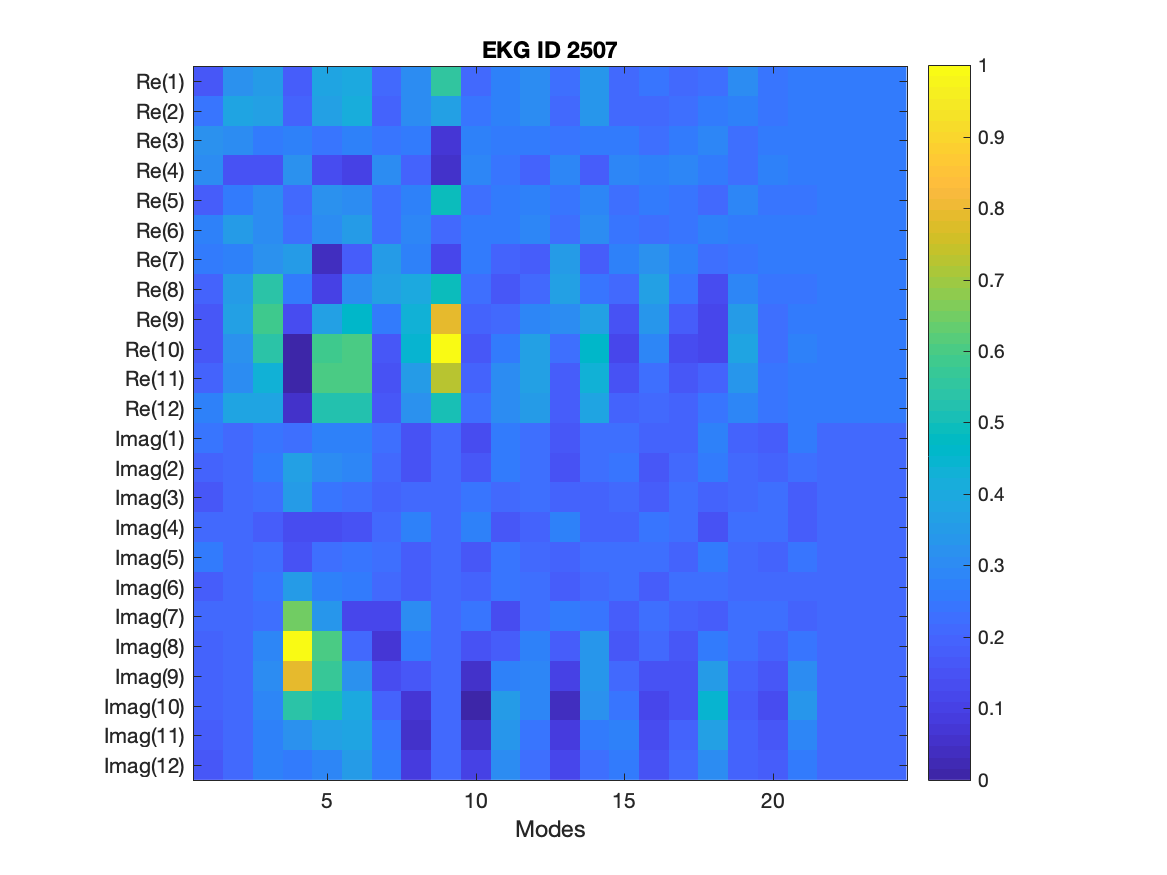 EKG ID 2507
Re(1)
Re(2)
Re(3)
Re(4)
Re(5)
Re(6)
Re(7)
Re(8)
Re(9)
Re(10)
Re(11)
Re(12)
Imag(1)
Imag(2)
Imag(3)
Imag(4)
Imag(5)
Imag(6)
Imag(7)
Imag(8)
Imag(9)
Imag(10)
Imag(11)
Imag(12)
5 10 15 20
Modes
1
0.9
0.8
0.7
0.6
0.5
0.4
0.3
0.2
0.1
0